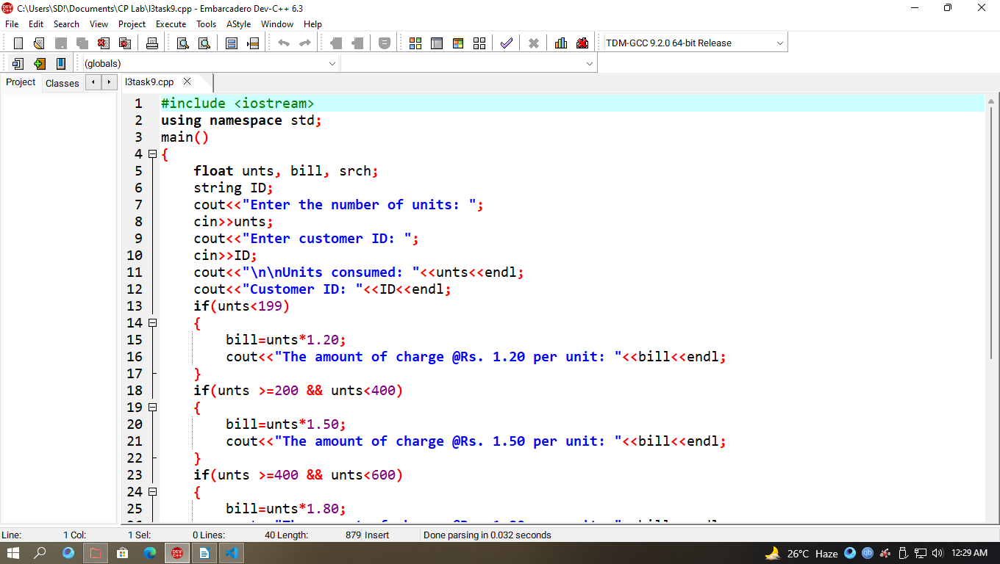 C:\Users\SD!\Documents\CP Lab\l3task9.cpp - Embarcadero Dev-C++ 6.3
File Edit Search View Project Execute Tools AStyle Window Help
TDM-GCC 9.2.0 64-bit Release
(globals)
Project Classes l3task9.cpp
1 #include <iostream>
2 using namespace std;
3 main()
4 {
5 float unts, bill, srch;
6 string ID;
7 cout<<"Enter the number of units: ";
8 cin>>unts;
9 cout<<"Enter customer ID: ";
10 cin>>ID;
11 cout<<"\n\nUnits consumed: "<<unts<<endl;
12 cout<<"Customer ID: "<<ID<<endl;
13 if(unts<199)
14 {
15 bill=unts*1.20;
16 cout<<"The amount of charge @Rs. 1.20 per unit: "<<bill<<endl;
17 }
18 if(unts >=200 && unts<400)
19 {
20 bill=unts*1.50;
21 cout<<"The amount of charge @Rs. 1.50 per unit: "<<bill<<endl;
22 }
23 if(unts >=400 && unts<600)
24 {
25 bill=unts*1.80;
Line: 1 Col: 1 Sel: 0 Lines: 40 Length: 879 Insert Done parsing in 0.032 seconds
26°C Haze 12:29 AM